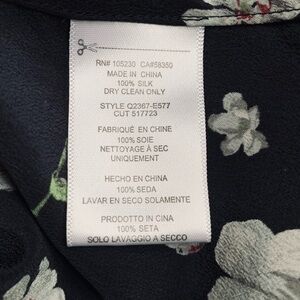 RN# 105230 CA#58350
MADE IN CHINA
100% SILK
DRY CLEAN ONLY
STYLE Q2367-E577
CUT 517723
FABRIQUÉ EN CHINE
100% SOIE
NETTOYAGE À SEC
UNIQUEMENT
HECHO EN CHINA
100% SEDA
LAVAR EN SECO SOLAMENTE
PRODOTTO IN CINA
100% SETA
SOLO LAVAGGIO A SECCO